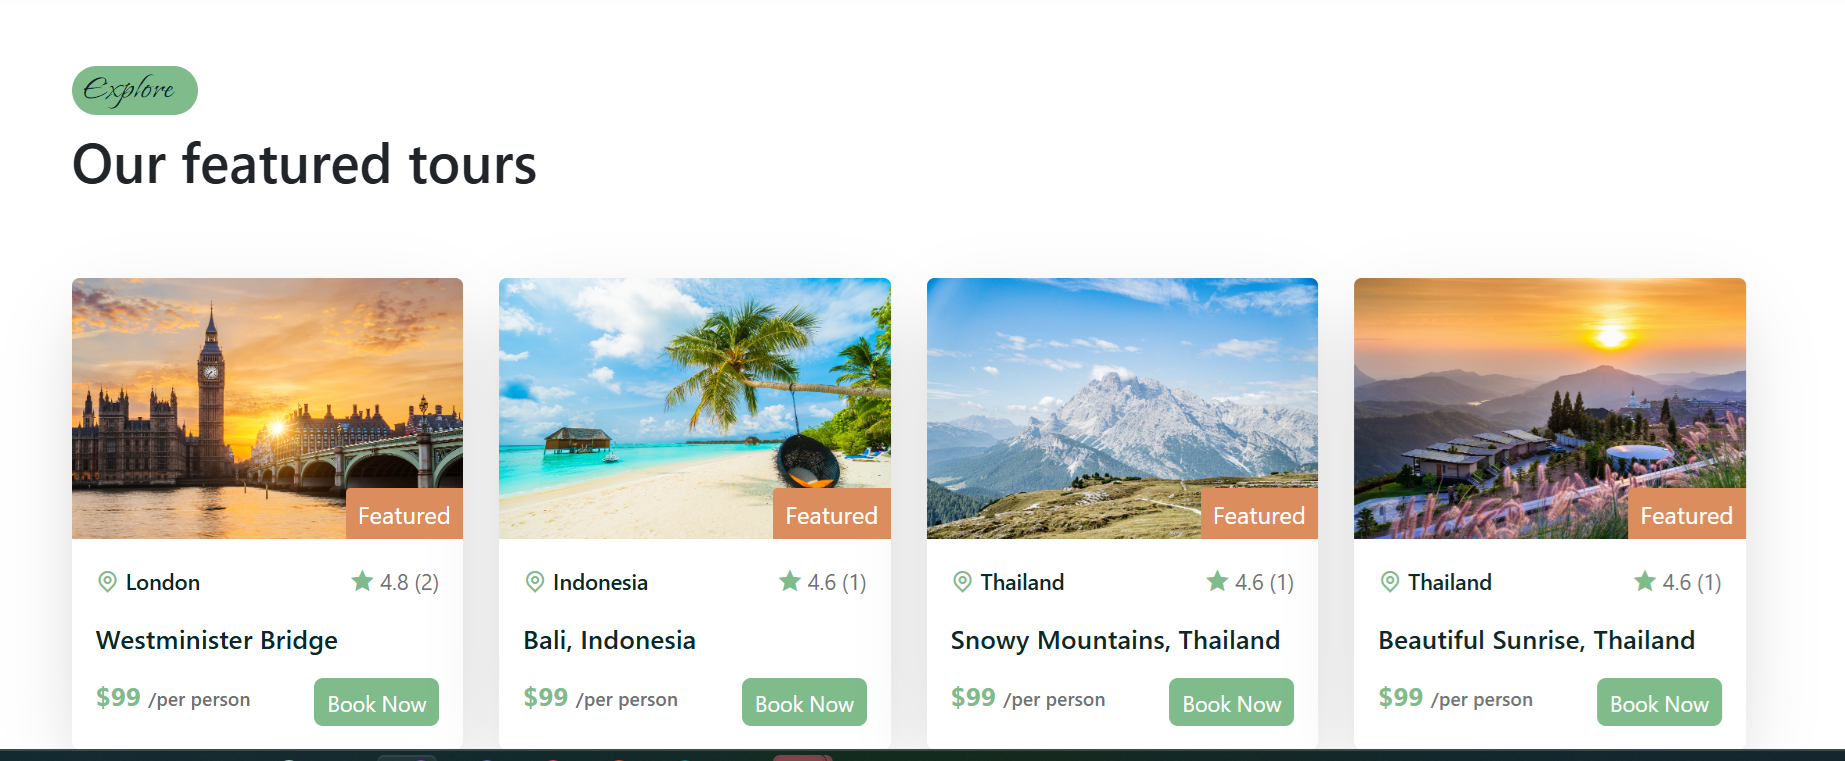 Explore
Our featured tours
Featured
Featured
Featured
Featured
London 4.8 (2)
Indonesia 4.6 (1)
Thailand 4.6 (1)
Thailand 4.6 (1)
Westminister Bridge
Bali, Indonesia
Snowy Mountains, Thailand
Beautiful Sunrise, Thailand
$99 /per person Book Now
$99 /per person Book Now
$99 /per person Book Now
$99 /per person Book Now